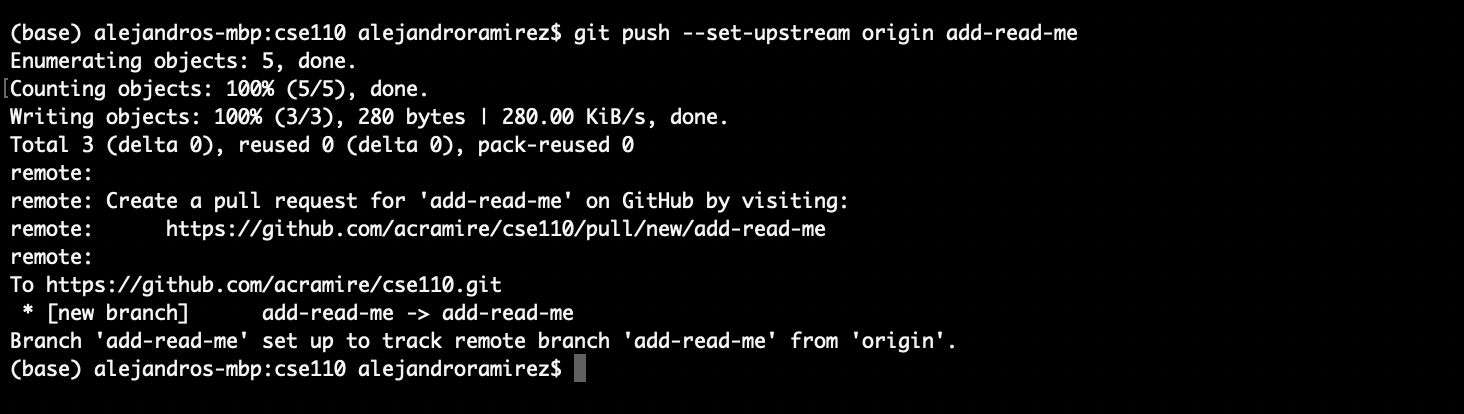 (base) alejandros-mbp:cse110 alejandroramirez$ git push --set-upstream origin add-read-me
Enumerating objects: 5, done.
Counting objects: 100% (5/5), done.
Writing objects: 100% (3/3), 280 bytes | 280.00 KiB/s, done.
Total 3 (delta 0), reused 0 (delta 0), pack-reused 0
remote:
remote: Create a pull request for 'add-read-me' on GitHub by visiting:
remote:      https://github.com/acramire/cse110/pull/new/add-read-me
remote:
To https://github.com/acramire/cse110.git
 * [new branch]      add-read-me -> add-read-me
Branch 'add-read-me' set up to track remote branch 'add-read-me' from 'origin'.
(base) alejandros-mbp:cse110 alejandroramirez$